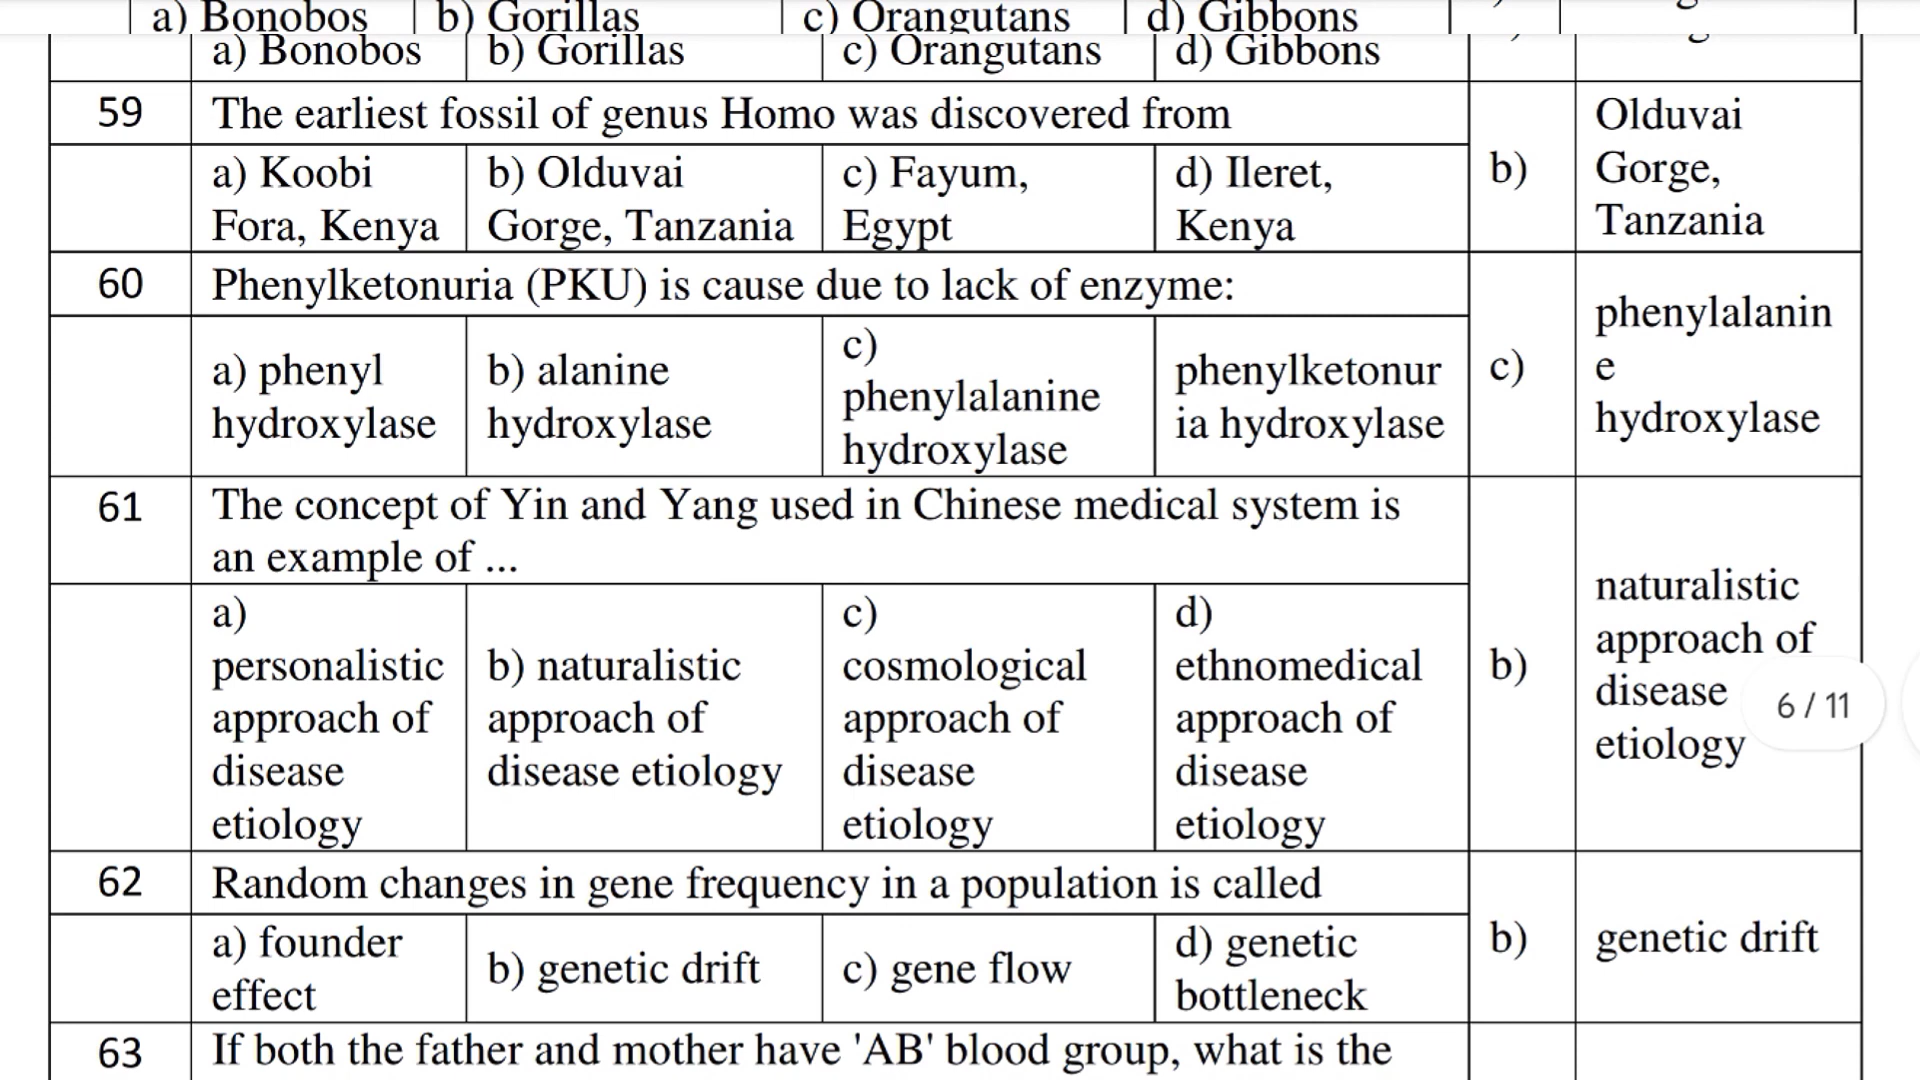 a) Bonobos b) Gorillas c) Orangutans d) Gibbons
a) Bonobos b) Gorillas c) Orangutans d) Gibbons
59 The earliest fossil of genus Homo was discovered from
a) Koobi Fora, Kenya
b) Olduvai Gorge, Tanzania
c) Fayum, Egypt
d) Ileret, Kenya
b)
Olduvai
Gorge,
Tanzania
60 Phenylketonuria (PKU) is cause due to lack of enzyme:
a) phenyl
hydroxylase
b) alanine
hydroxylase
c)
phenylalanine
hydroxylase
phenylketonur
ia hydroxylase
c)
phenylalanin
e
hydroxylase
61 The concept of Yin and Yang used in Chinese medical system is
an example of ...
a)
personalistic
approach of
disease
etiology
b) naturalistic
approach of
disease etiology
c)
cosmological
approach of
disease
etiology
d)
ethnomedical
approach of
disease
etiology
b)
naturalistic
approach of
disease
etiology
6 / 11
62 Random changes in gene frequency in a population is called
a) founder
effect
b) genetic drift
c) gene flow
d) genetic
bottleneck
b)
genetic drift
63 If both the father and mother have 'AB' blood group, what is the